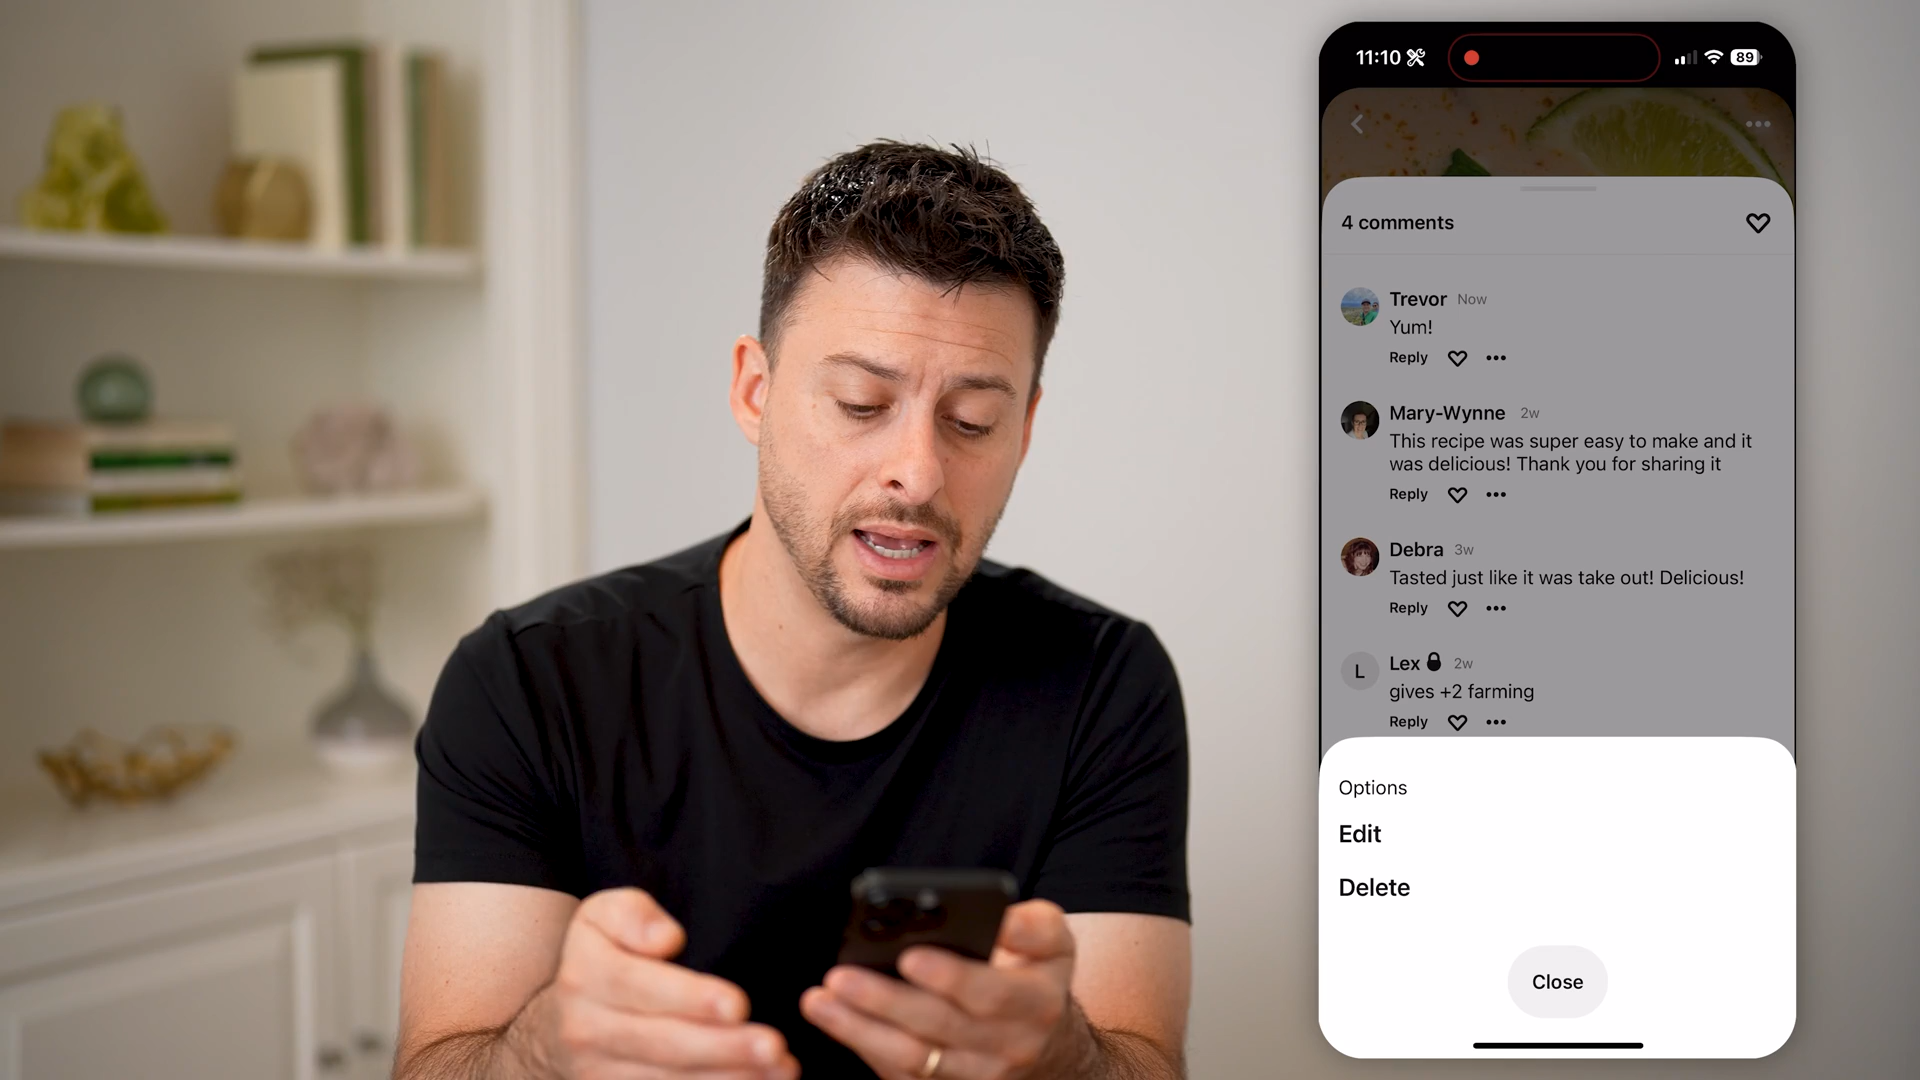 11:10
89
4 comments
Trevor Now
Yum!
Reply
Mary-Wynne 2w
This recipe was super easy to make and it
was delicious! Thank you for sharing it
Reply
Debra 3w
Tasted just like it was take out! Delicious!
Reply
L
Lex 2w
gives +2 farming
Reply
Options
Edit
Delete
Close